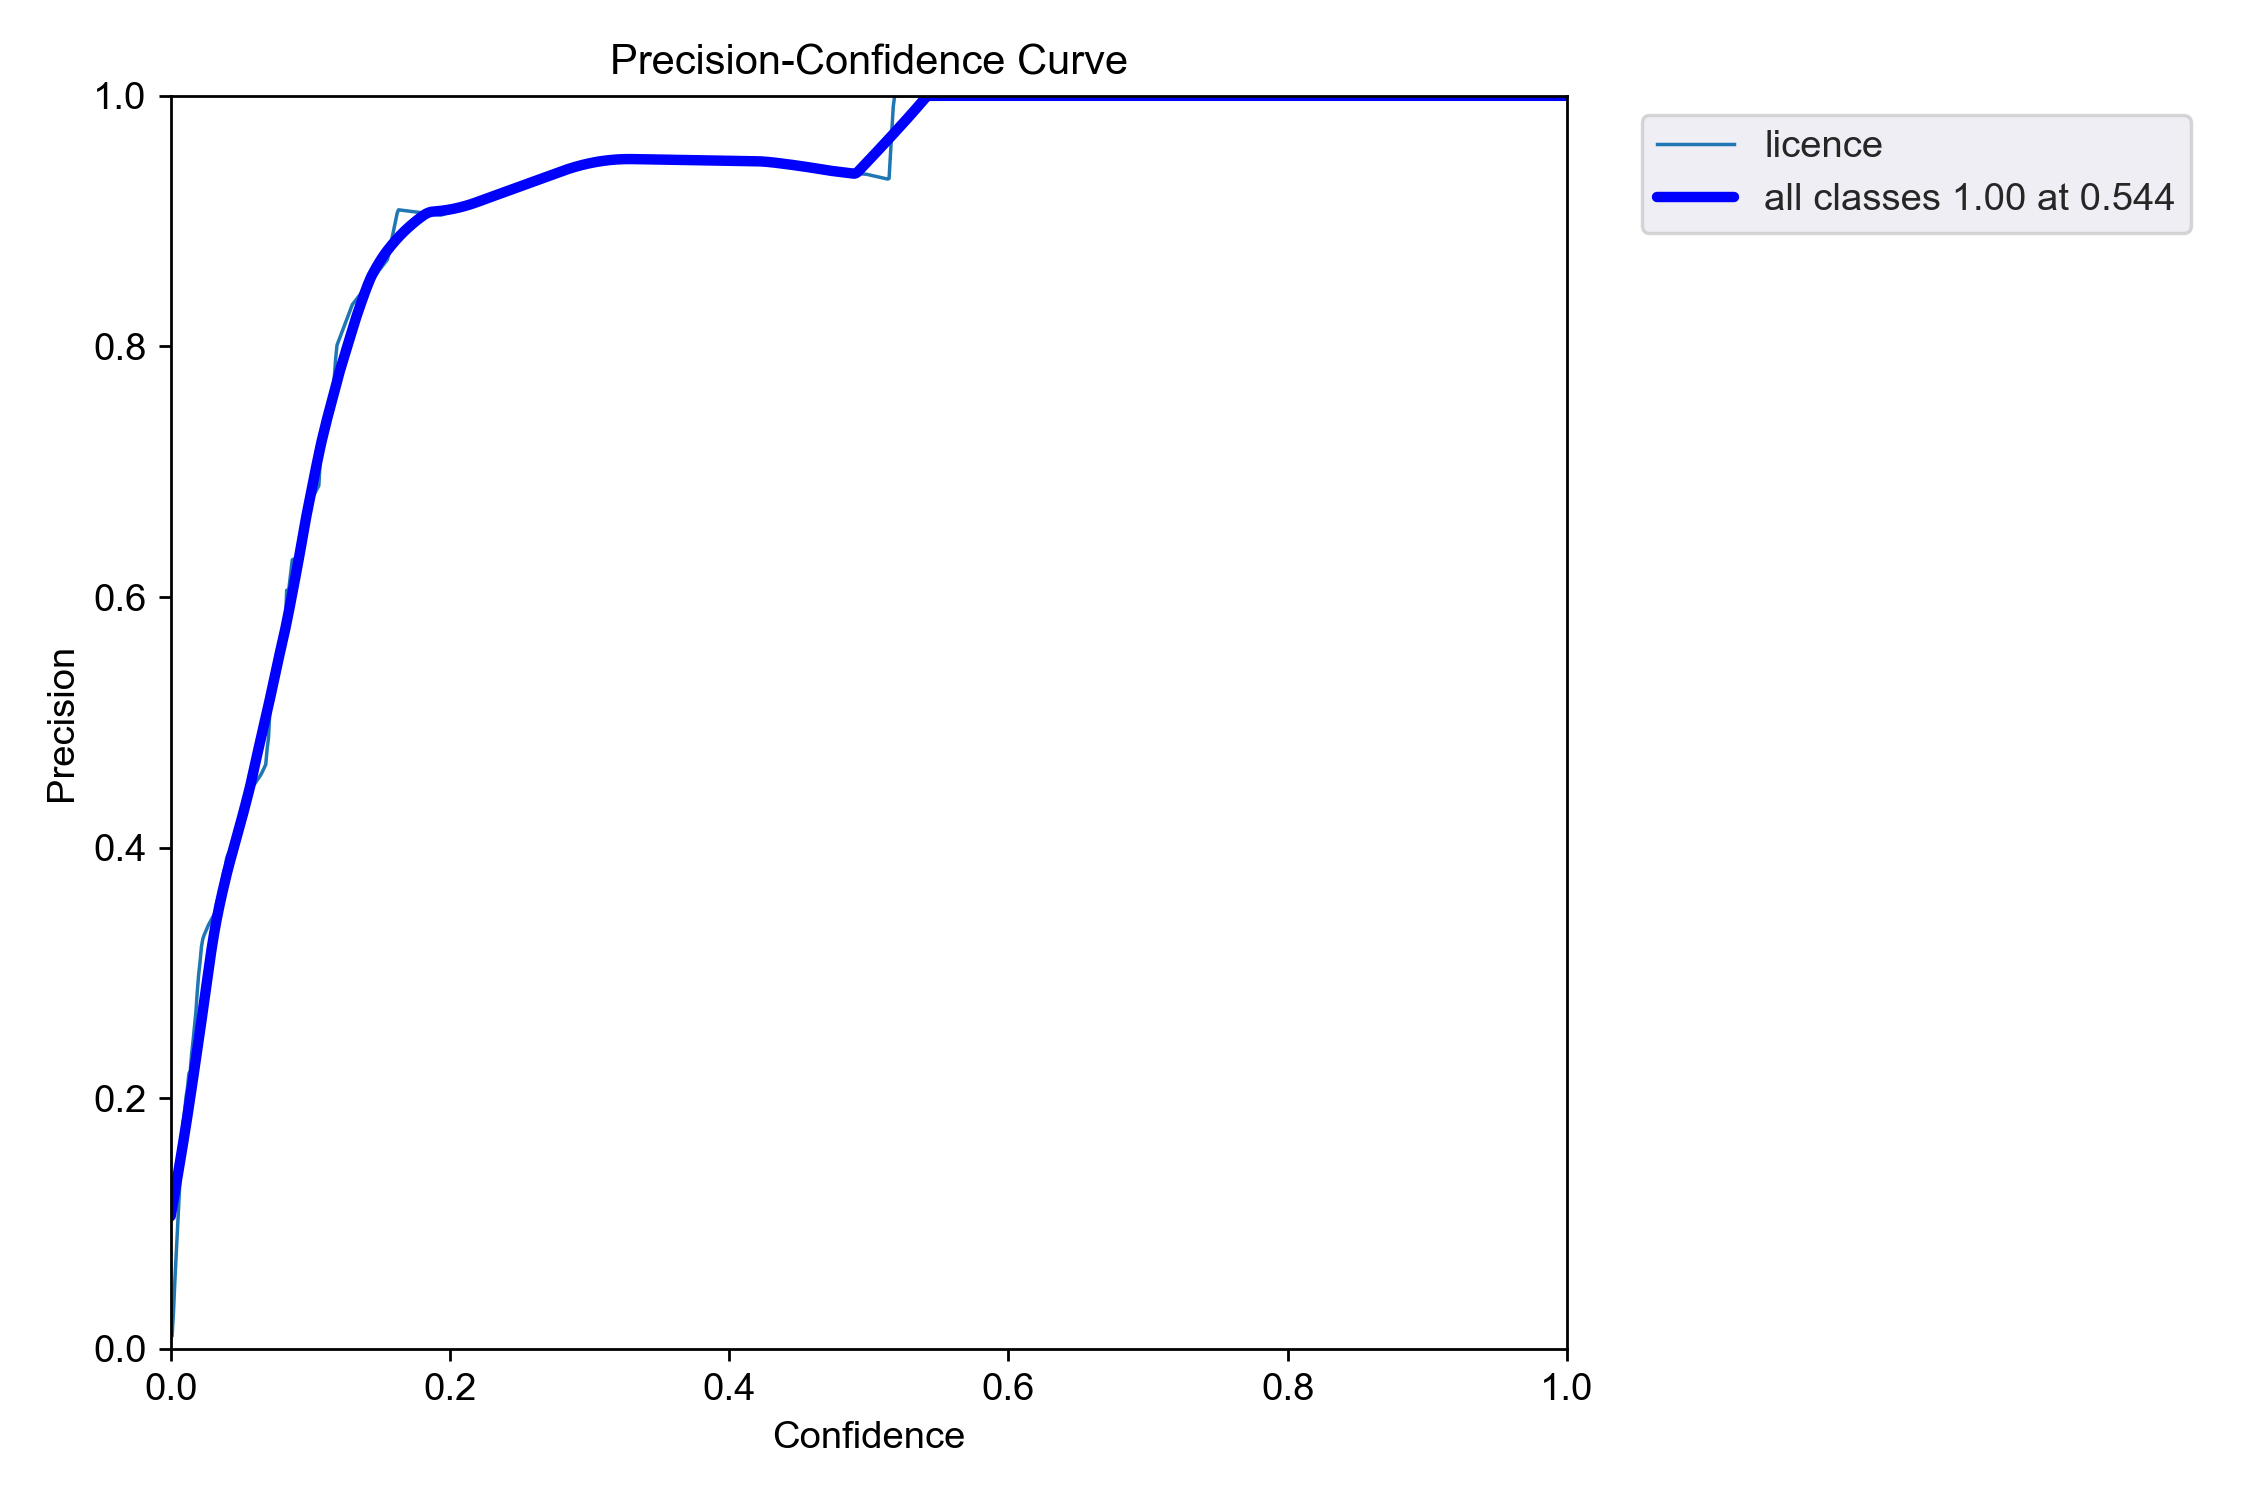 Precision-Confidence Curve
1.0
0.8
0.6
0.4
0.2
0.0
Precision
0.0 0.2 0.4 0.6 0.8 1.0
Confidence
licence
all classes 1.00 at 0.544